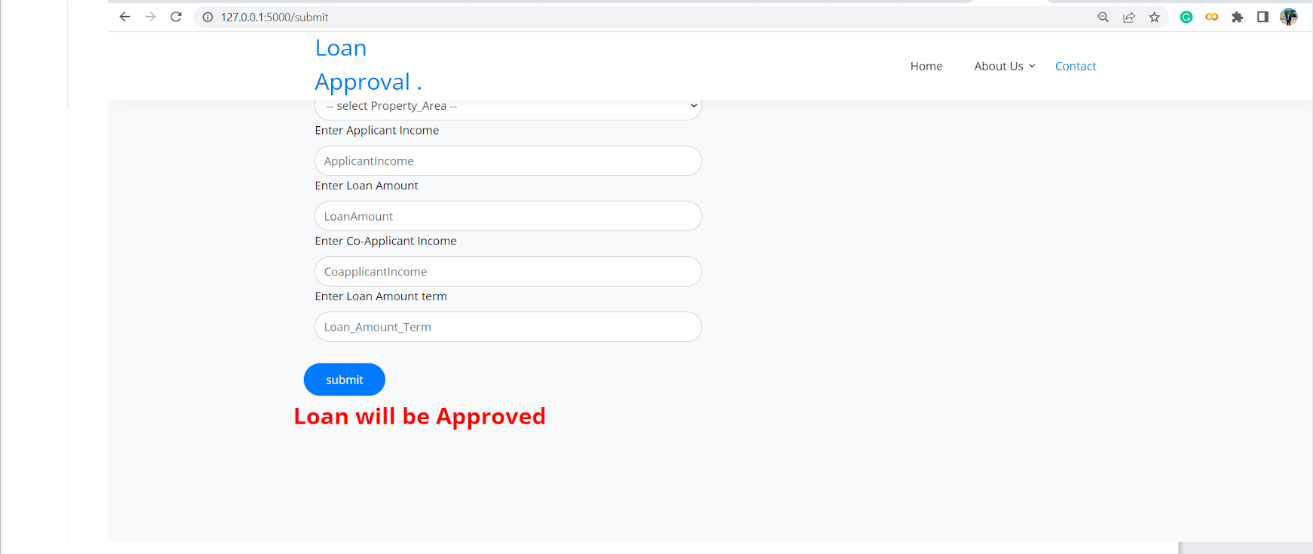 127.0.0.1:5000/submit
Loan
Approval .
Home About Us Contact
-- select Property_Area --
Enter Applicant Income
ApplicantIncome
Enter Loan Amount
LoanAmount
Enter Co-Applicant Income
CoapplicantIncome
Enter Loan Amount term
Loan_Amount_Term
submit
Loan will be Approved